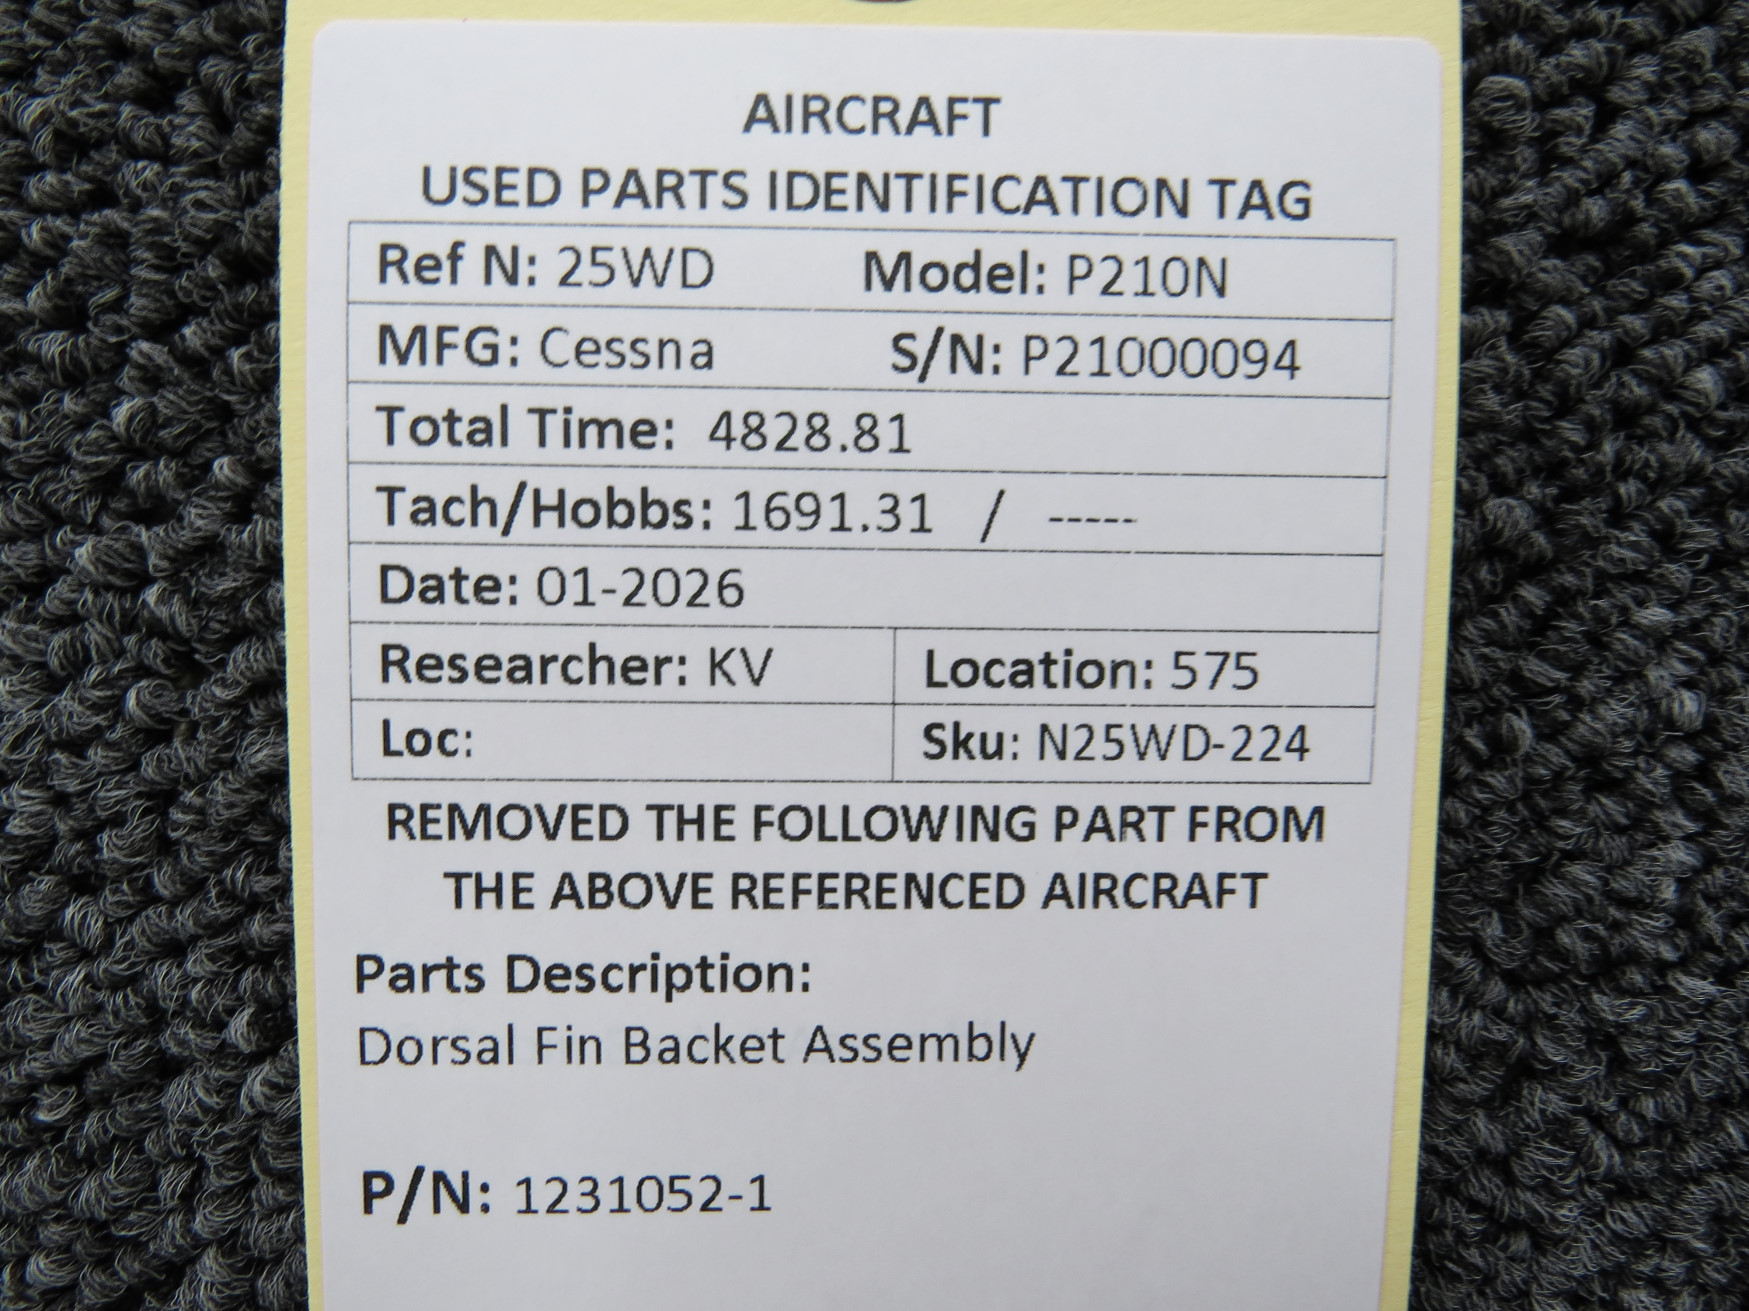 AIRCRAFT
USED PARTS IDENTIFICATION TAG
Ref N: 25WD Model: P210N
MFG: Cessna S/N: P21000094
Total Time: 4828.81
Tach/Hobbs: 1691.31 / -----
Date: 01-2026
Researcher: KV Location: 575
Loc: Sku: N25WD-224
REMOVED THE FOLLOWING PART FROM
THE ABOVE REFERENCED AIRCRAFT
Parts Description:
Dorsal Fin Backet Assembly
P/N: 1231052-1